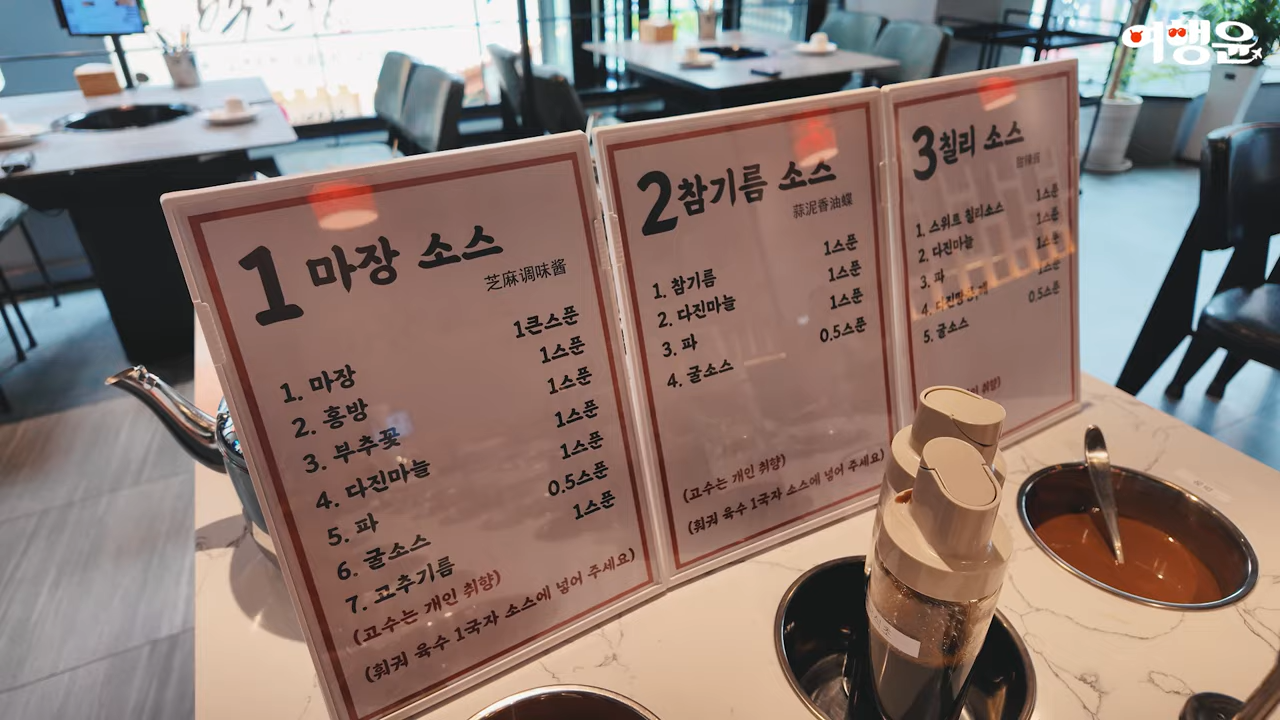 여행윤
1 마장 소스
芝麻调味酱
1. 마장 1큰스푼
2. 홍방 1스푼
3. 부추꽃 1스푼
4. 다진마늘 1스푼
5. 파 1스푼
6. 굴소스 0.5스푼
7. 고추기름 1스푼
(고수는 개인 취향)
(훠궈 육수 1국자 소스에 넣어 주세요)
2 참기름 소스
蒜泥香油蝶
1. 참기름 1스푼
2. 다진마늘 1스푼
3. 파 1스푼
4. 굴소스 0.5스푼
(고수는 개인 취향)
(훠궈 육수 1국자 소스에 넣어 주세요)
3 칠리 소스
1. 스위트 칠리소스 1스푼
2. 다진마늘 1스푼
3. 파 1스푼
4. 1스푼
5. 굴소스 0.5스푼
취향)